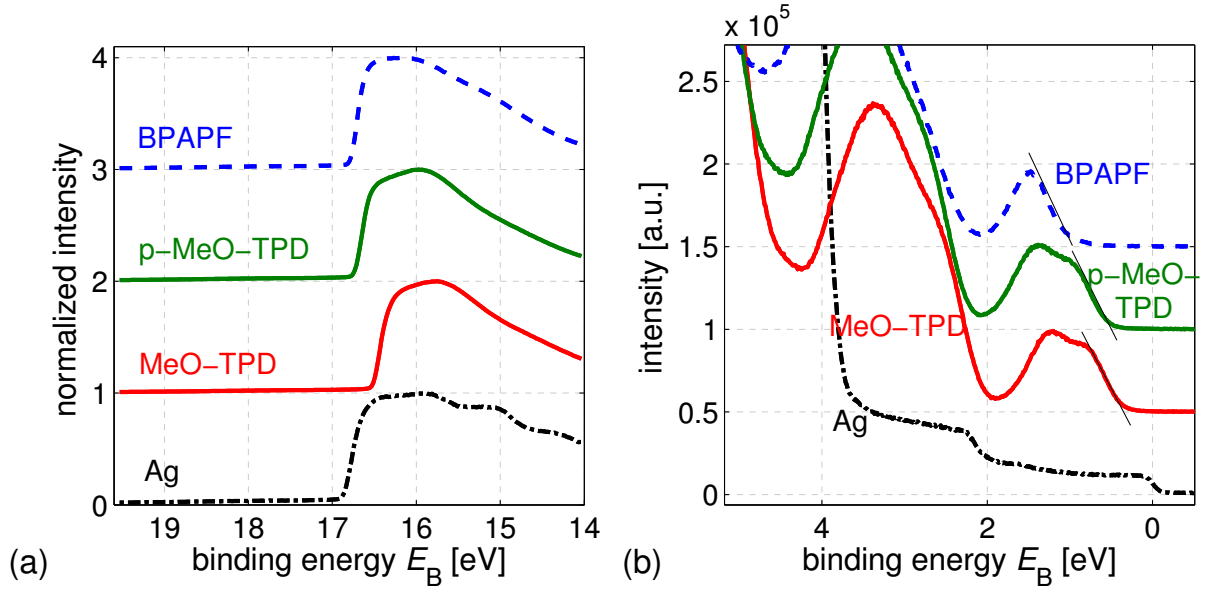 4
3
2
1
0
normalized intensity
BPAPF
p−MeO−TPD
MeO−TPD
Ag
19 18 17 16 15 14
binding energy E_B [eV]
(a)
x 10^5
2.5
2
1.5
1
0.5
0
intensity [a.u.]
BPAPF
p−MeO−
TPD
MeO−TPD
Ag
4 2 0
binding energy E_B [eV]
(b)